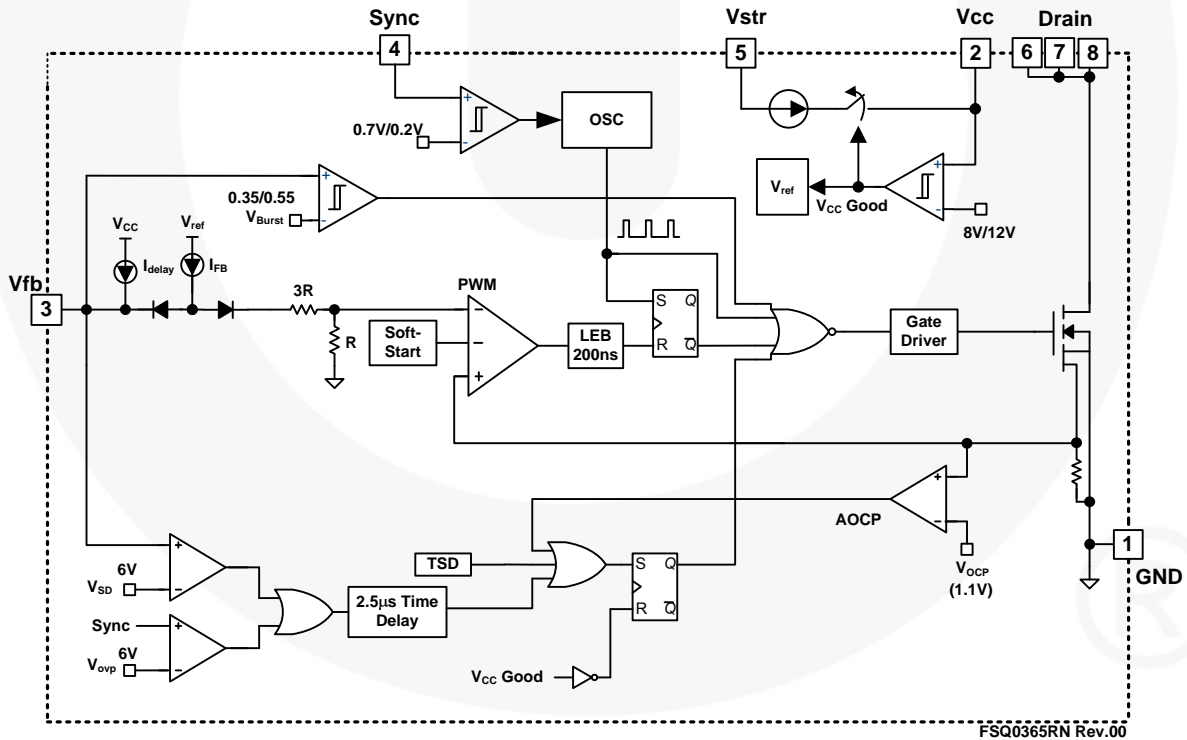 Sync
Vstr
Vcc
Drain
4
5
2
6
7
8
OSC
0.7V/0.2V
Vref
VCC Good
8V/12V
0.35/0.55
VBurst
VCC
Vref
Idelay
IFB
Vfb
3
3R
R
PWM
Soft-
Start
LEB
200ns
S
Q
R
Q
Gate
Driver
AOCP
VOCP
(1.1V)
1
GND
6V
VSD
Sync
6V
Vovp
2.5μs Time
Delay
TSD
S
Q
R
Q
VCC Good
®
FSQ0365RN Rev.00